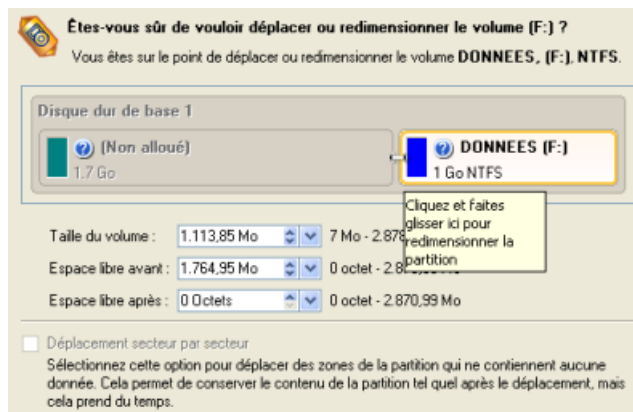 Êtes-vous sûr de vouloir déplacer ou redimensionner le volume (F:) ?
Vous êtes sur le point de déplacer ou redimensionner le volume DONNEES, (F:), NTFS.
Disque dur de base 1
(Non alloué)
1.7 Go
DONNEES (F:)
1 Go NTFS
Cliquez et faites
glisser ici pour
redimensionner la
partition
Taille du volume : 1.113,85 Mo 7 Mo - 2.878
Espace libre avant : 1.764,95 Mo 0 octet - 2.8
Espace libre après : 0 Octets 0 octet - 2.870,99 Mo
Déplacement secteur par secteur
Sélectionnez cette option pour déplacer des zones de la partition qui ne contiennent aucune
donnée. Cela permet de conserver le contenu de la partition tel quel après le déplacement, mais
cela prend du temps.